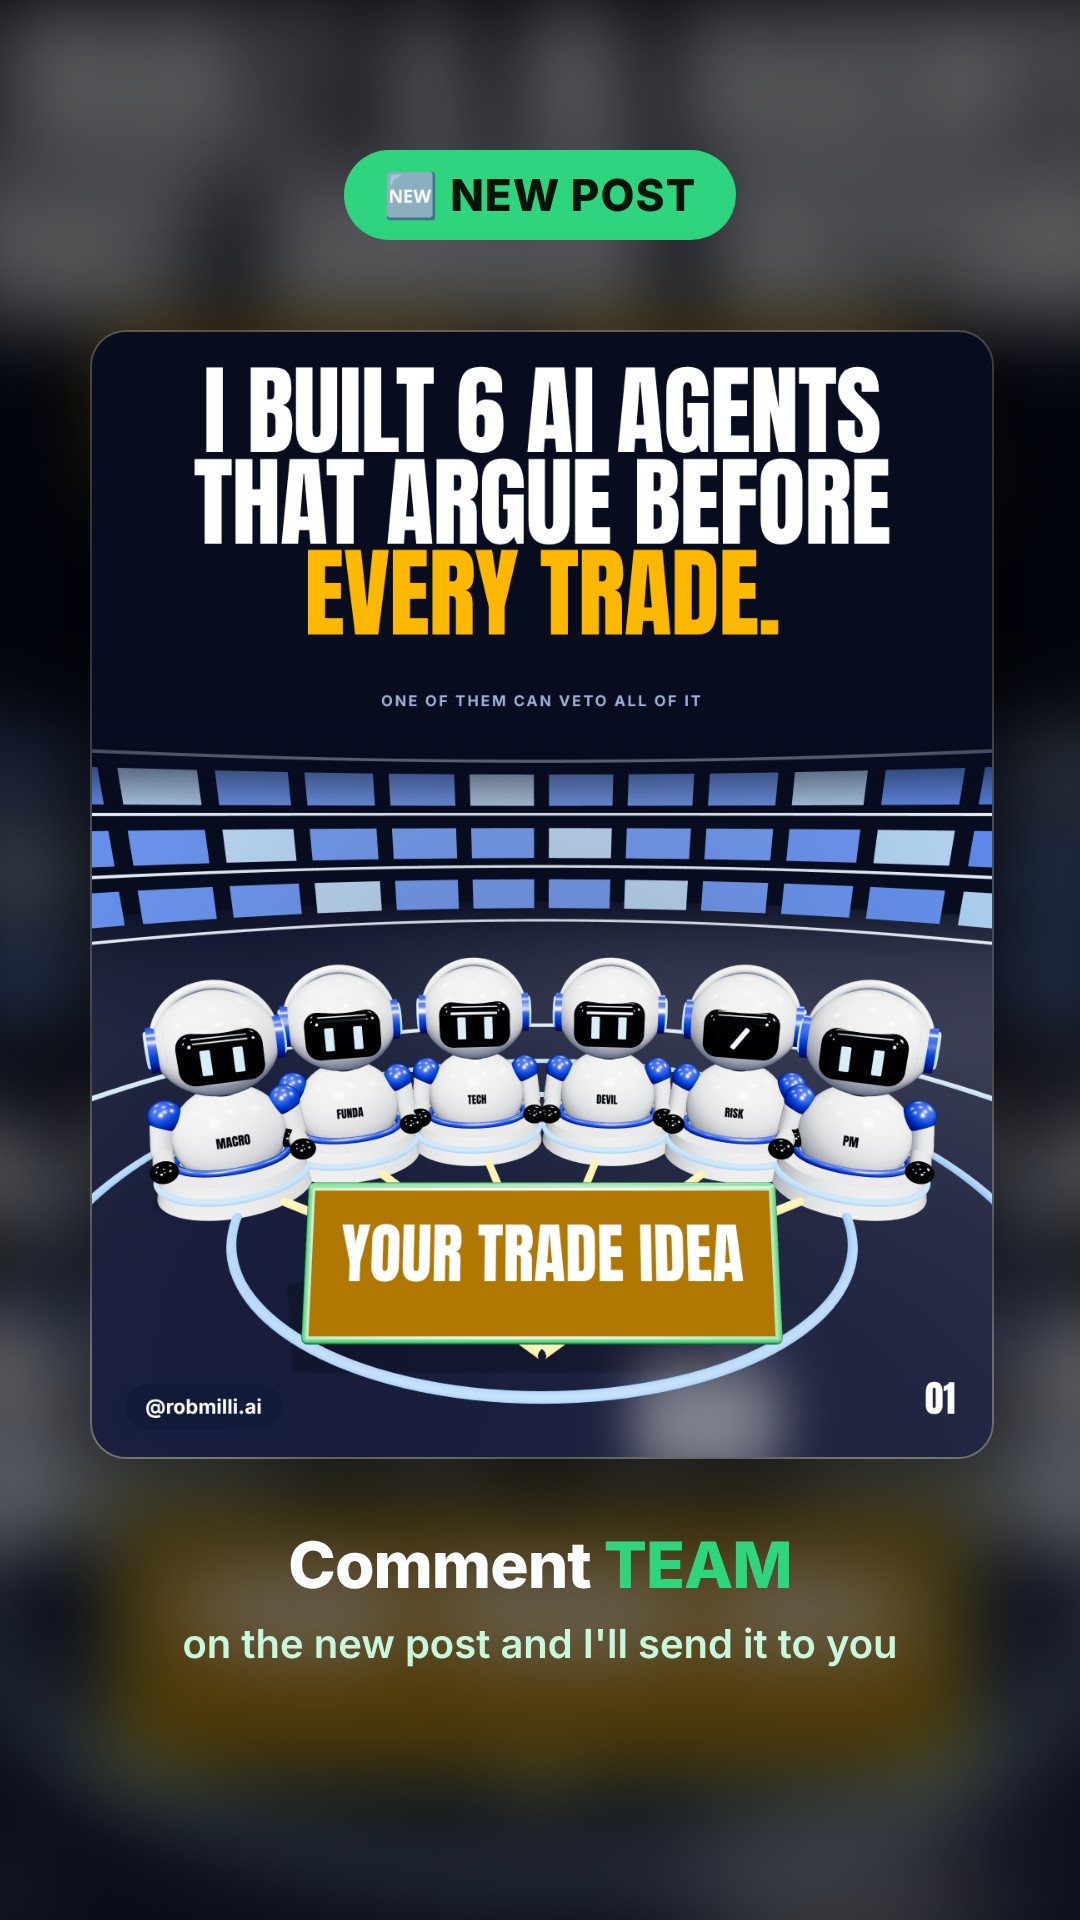 🆕 NEW POST
I BUILT 6 AI AGENTS
THAT ARGUE BEFORE
EVERY TRADE.
ONE OF THEM CAN VETO ALL OF IT
MACRO
FUNDA
TECH
DEVIL
RISK
PM
YOUR TRADE IDEA
@robmilli.ai
01
Comment TEAM
on the new post and I'll send it to you